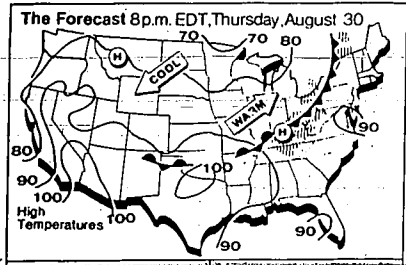 The Forecast 8p.m. EDT, Thursday, August 30
70 70 80
H
COOL
WARM
H
90
80
100
90
100
100
High
Temperatures
90
90